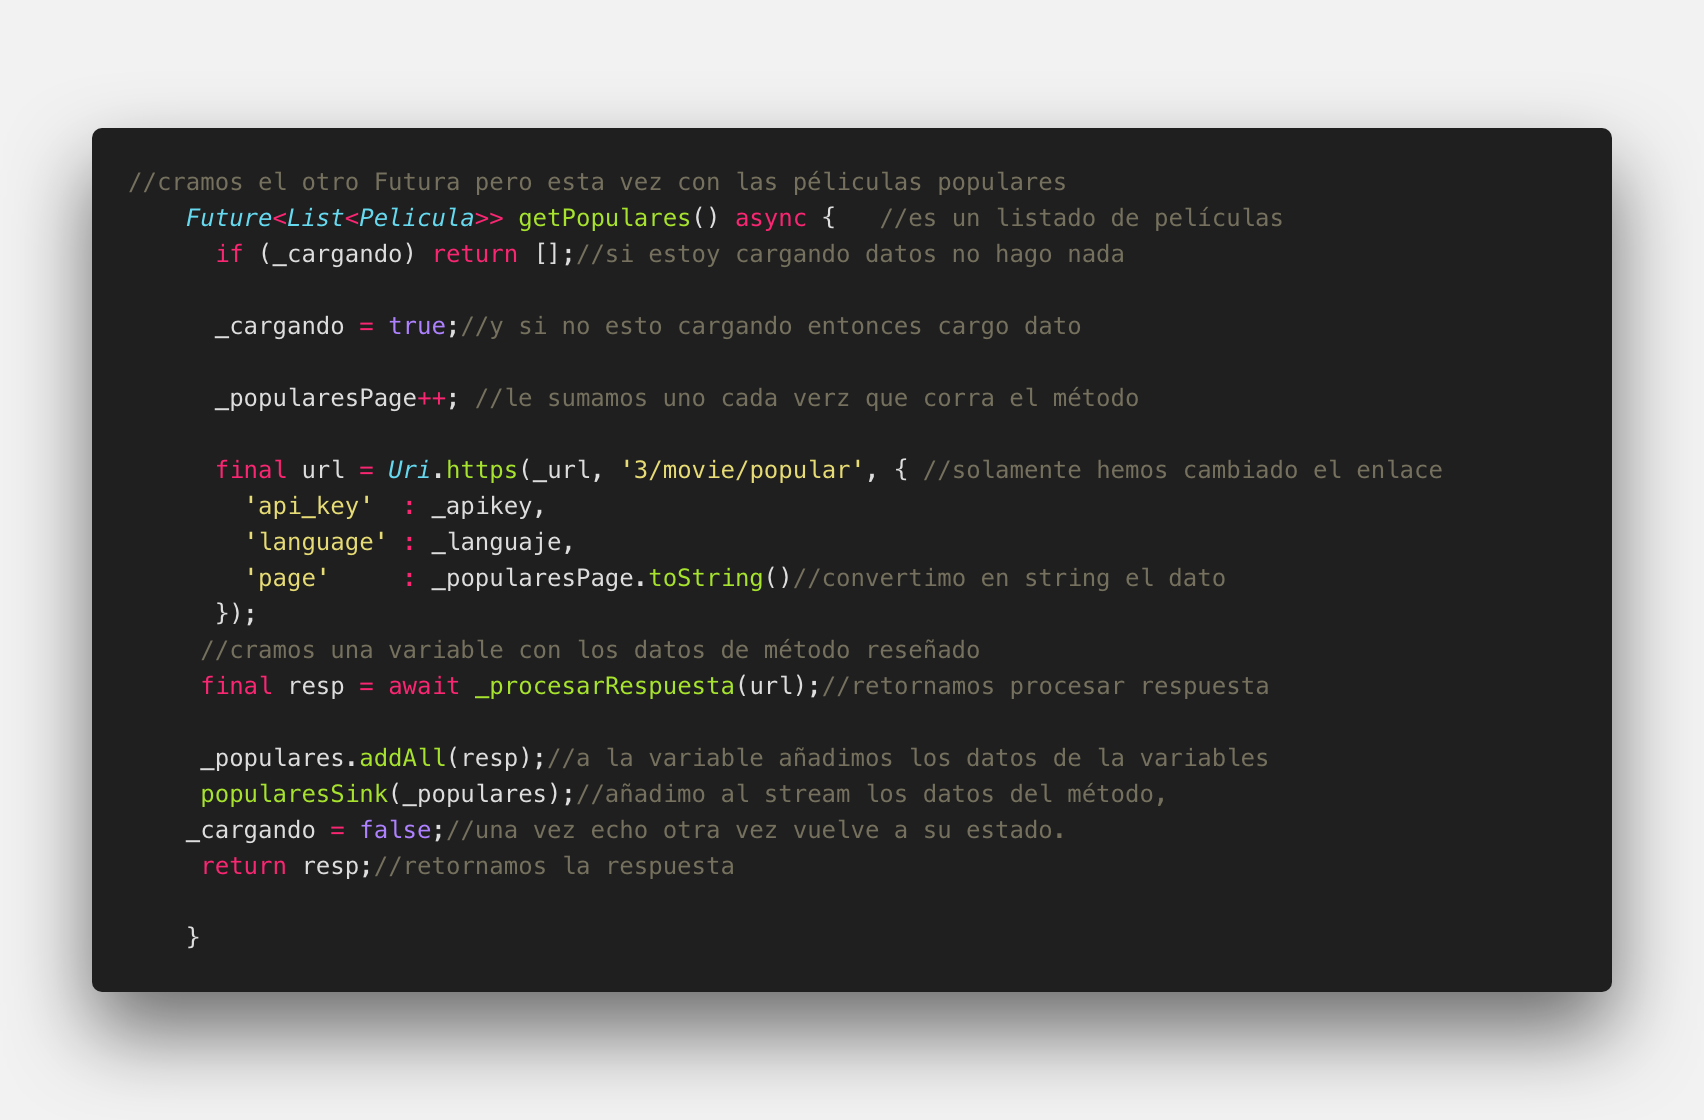 //cramos el otro Futura pero esta vez con las péliculas populares
    Future<List<Pelicula>> getPopulares() async {   //es un listado de películas
      if (_cargando) return [];//si estoy cargando datos no hago nada

      _cargando = true;//y si no esto cargando entonces cargo dato

      _popularesPage++; //le sumamos uno cada verz que corra el método

      final url = Uri.https(_url, '3/movie/popular', { //solamente hemos cambiado el enlace
        'api_key'  : _apikey,
        'language' : _languaje,
        'page'     : _popularesPage.toString()//convertimo en string el dato
      });
     //cramos una variable con los datos de método reseñado
     final resp = await _procesarRespuesta(url);//retornamos procesar respuesta

     _populares.addAll(resp);//a la variable añadimos los datos de la variables
     popularesSink(_populares);//añadimo al stream los datos del método,
    _cargando = false;//una vez echo otra vez vuelve a su estado.
     return resp;//retornamos la respuesta

    }